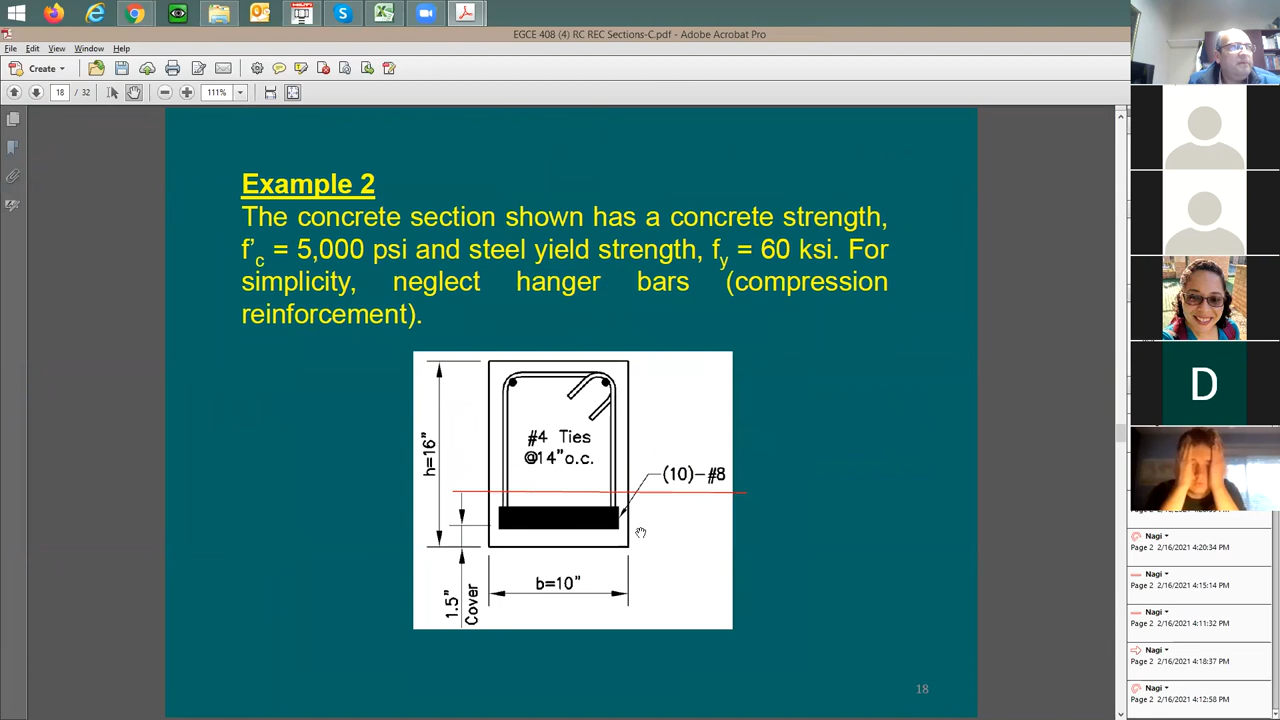 EGCE 408 (4) RC REC Sections-C.pdf - Adobe Acrobat Pro
File Edit View Window Help
Create
18 / 32 111%
Example 2
The concrete section shown has a concrete strength,
f'c = 5,000 psi and steel yield strength, fy = 60 ksi. For
simplicity, neglect hanger bars (compression
reinforcement).
h=16"
#4 Ties
@14"o.c.
(10)-#8
b=10"
1.5"
Cover
18
D
Nagi
Page 2 2/16/2021 4:20:34 PM
Nagi
Page 2 2/16/2021 4:15:14 PM
Nagi
Page 2 2/16/2021 4:11:32 PM
Nagi
Page 2 2/16/2021 4:18:37 PM
Nagi
Page 2 2/16/2021 4:12:58 PM